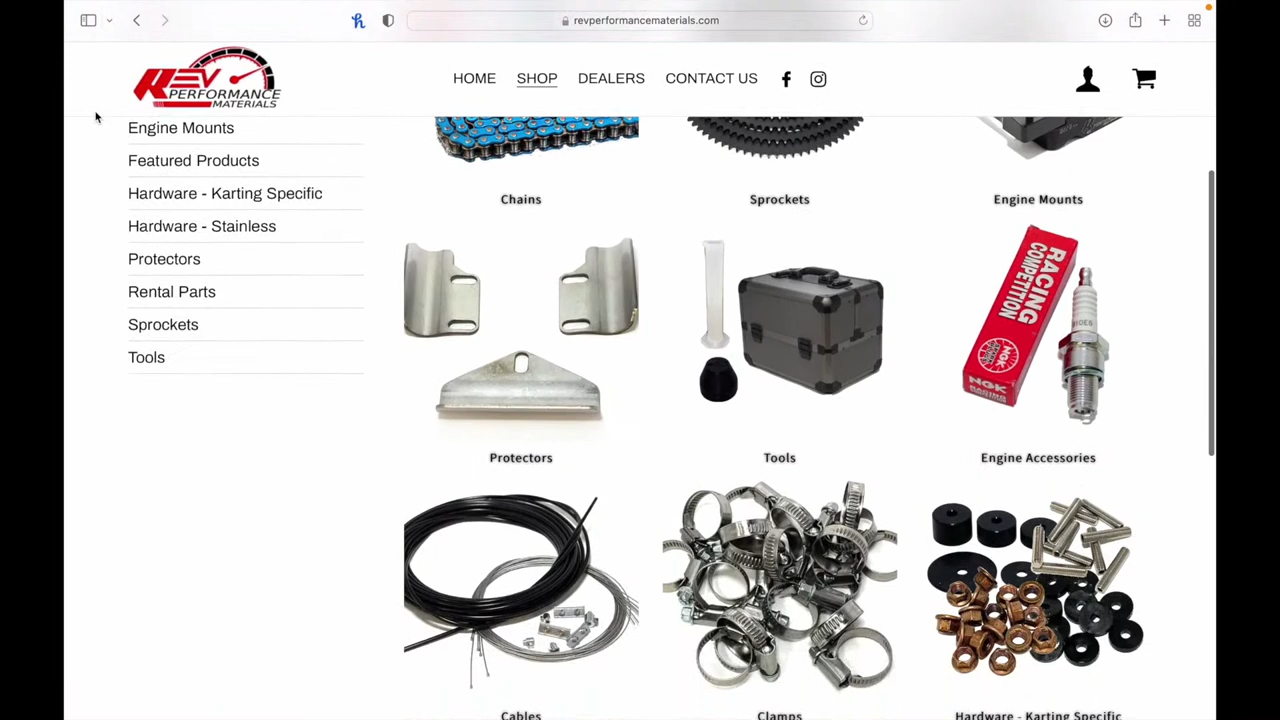 revperformancematerials.com
REV
PERFORMANCE
MATERIALS
HOME SHOP DEALERS CONTACT US
Engine Mounts
Featured Products
Hardware - Karting Specific
Hardware - Stainless
Protectors
Rental Parts
Sprockets
Tools
Chains Sprockets Engine Mounts
RACING
COMPETITION
NGK
Protectors Tools Engine Accessories
Cables Clamps Hardware - Karting Specific